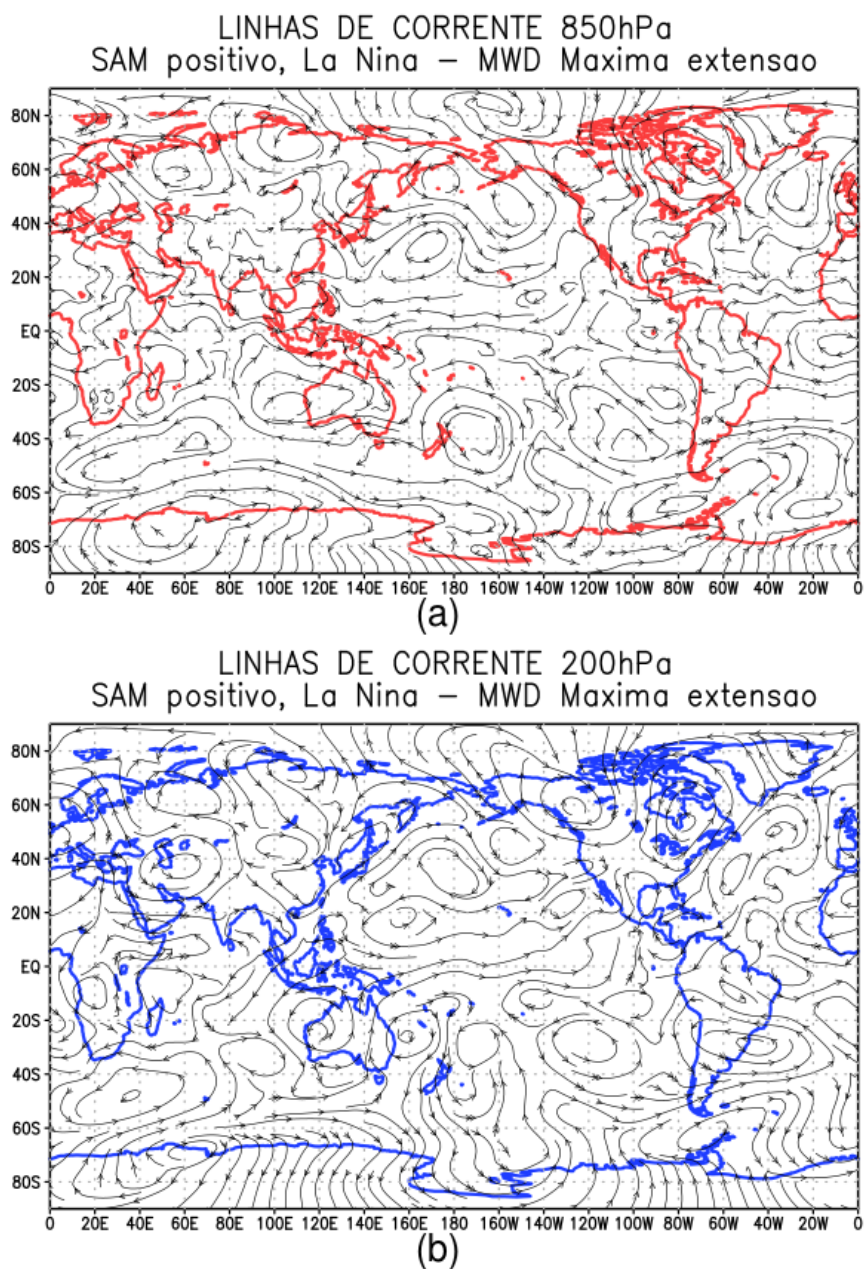 LINHAS DE CORRENTE 850hPa
SAM positivo, La Nina – MWD Maxima extensao
80N
60N
40N
20N
EQ
20S
40S
60S
80S
0 20E 40E 60E 80E 100E 120E 140E 160E 180 160W 140W 120W 100W 80W 60W 40W 20W 0
(a)
LINHAS DE CORRENTE 200hPa
SAM positivo, La Nina – MWD Maxima extensao
80N
60N
40N
20N
EQ
20S
40S
60S
80S
0 20E 40E 60E 80E 100E 120E 140E 160E 180 160W 140W 120W 100W 80W 60W 40W 20W 0
(b)